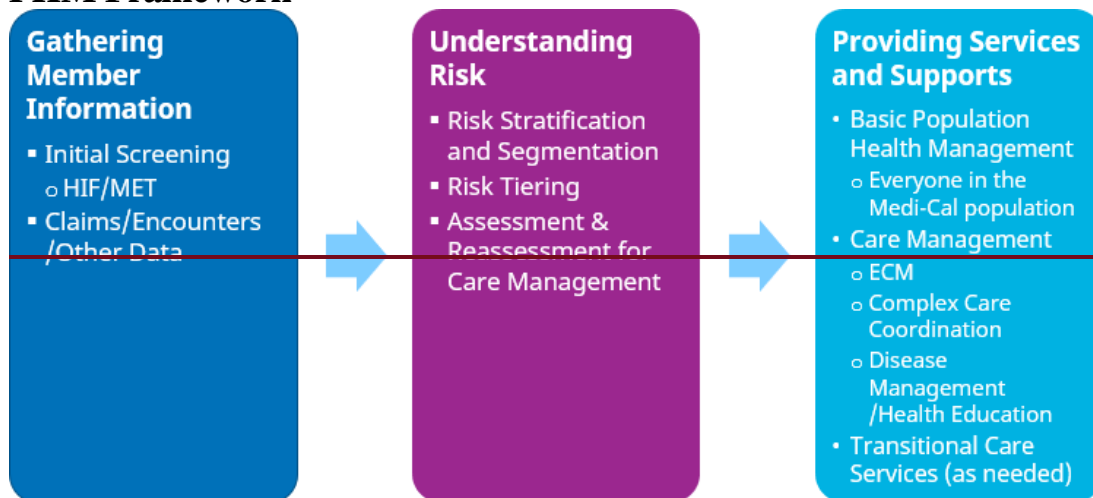 PHM Framework
Gathering
Member
Information
▪ Initial Screening
o HIF/MET
▪ Claims/Encounters
/Other Data
Understanding
Risk
▪ Risk Stratification
and Segmentation
▪ Risk Tiering
▪ Assessment &
Reassessment for
Care Management
Providing Services
and Supports
• Basic Population
Health Management
o Everyone in the
Medi-Cal population
• Care Management
o ECM
o Complex Care
Coordination
o Disease
Management
/Health Education
• Transitional Care
Services (as needed)